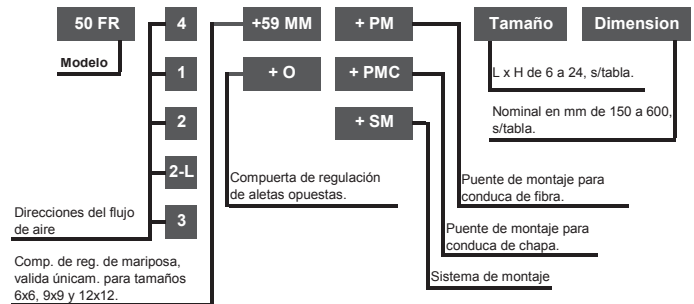 50 FR
4
+59 MM
+ PM
Tamaño
Dimension
Modelo
1
+ O
+ PMC
L x H de 6 a 24, s/tabla.
2
+ SM
Nominal en mm de 150 a 600,
s/tabla.
2-L
Compuerta de regulación
de aletas opuestas.
Puente de montaje para
conduca de fibra.
3
Direcciones del flujo
de aire
Puente de montaje para
conduca de chapa.
Comp. de reg. de mariposa,
valida únicam. para tamaños
6x6, 9x9 y 12x12.
Sistema de montaje